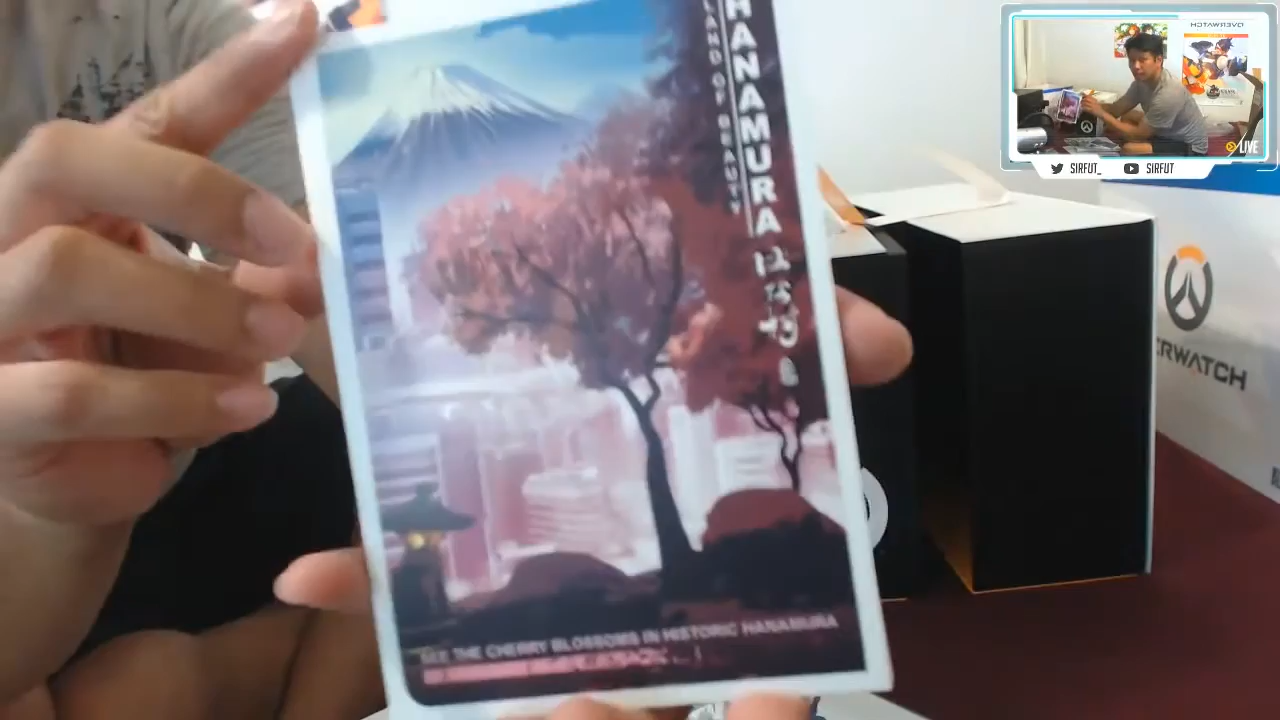 LAND OF BEAUTY
HANAMURA はなむら
SEE THE CHERRY BLOSSOMS IN HISTORIC HANAMURA
OVERWATCH
LIVE
SIRFUT_
SIRFUT
ERWATCH